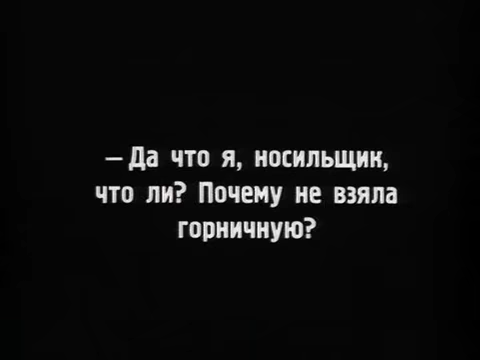 — Да что я, носильщик,
что ли? Почему не взяла
горничную?